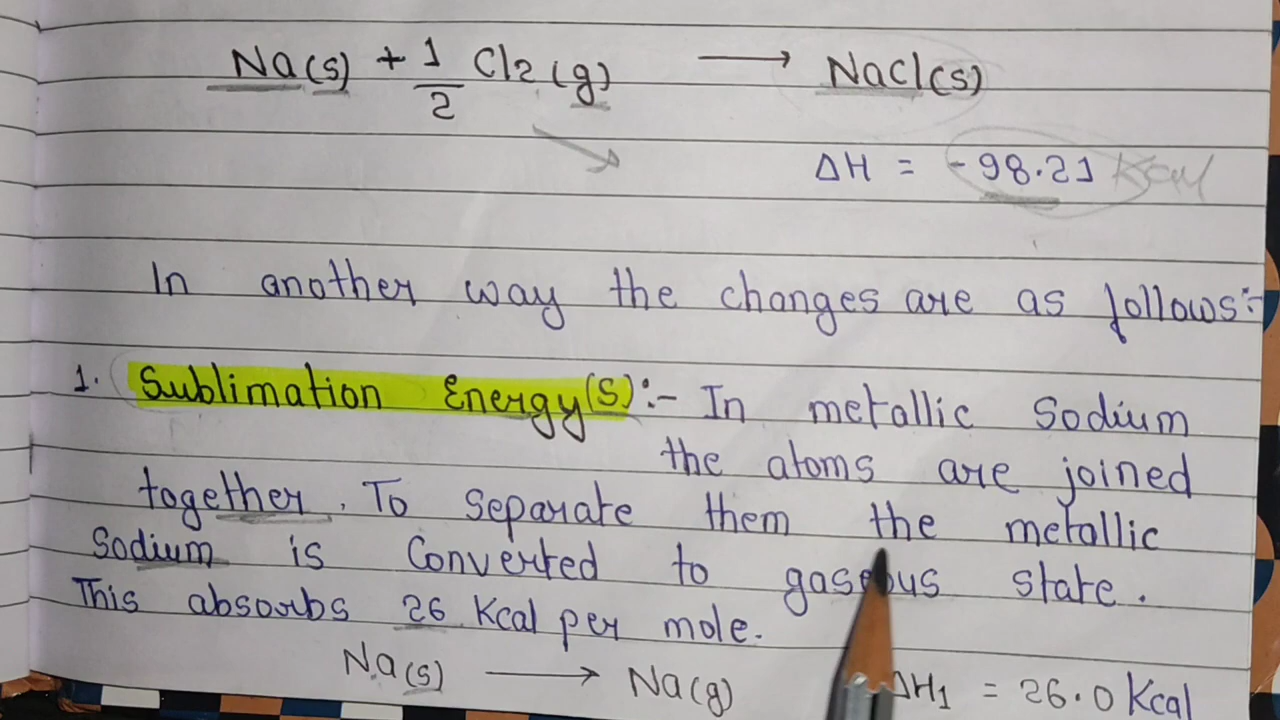 Na(s) + 1/2 Cl2 (g) ⟶ NaCl(s)
ΔH = -98.21 Kcal
In another way the changes are as follows:-
1. Sublimation Energy(S):- In metallic Sodium
the atoms are joined
together. To separate them the metallic
Sodium is Converted to gaseous state.
This absorbs 26 Kcal per mole.
Na(s) ⟶ Na(g) ΔH1 = 26.0 Kcal